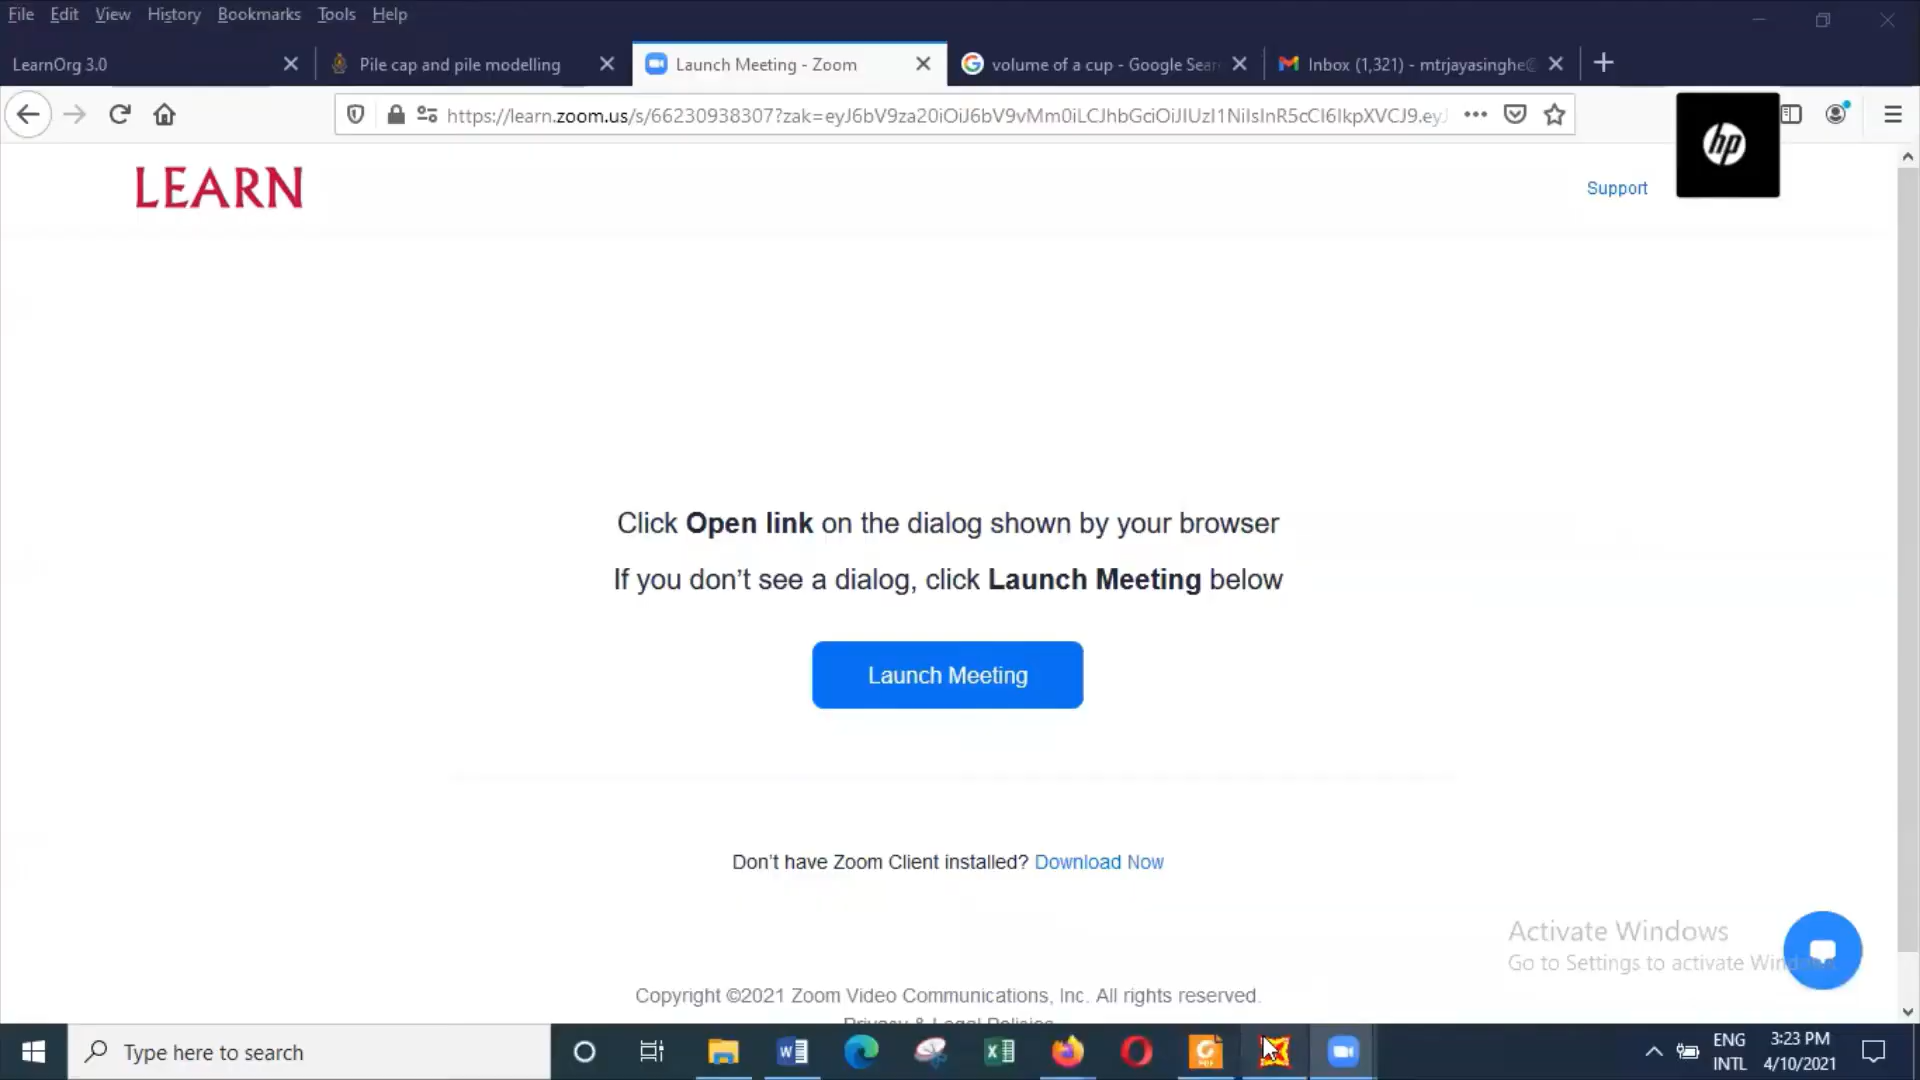 File Edit View History Bookmarks Tools Help
LearnOrg 3.0
Pile cap and pile modelling
Launch Meeting - Zoom
volume of a cup - Google Sear
Inbox (1,321) - mtrjayasinghe@
https://learn.zoom.us/s/66230938307?zak=eyJ6bV9za20iOiJ6bV9vMm0iLCJhbGciOiJIUzI1NiIsInR5cCI6IkpXVCJ9.eyJ
hp
LEARN
Support
Click Open link on the dialog shown by your browser
If you don’t see a dialog, click Launch Meeting below
Launch Meeting
Don’t have Zoom Client installed? Download Now
Activate Windows
Go to Settings to activate
Copyright ©2021 Zoom Video Communications, Inc. All rights reserved.
Privacy & Legal Policies
Type here to search
ENG
INTL
3:23 PM
4/10/2021